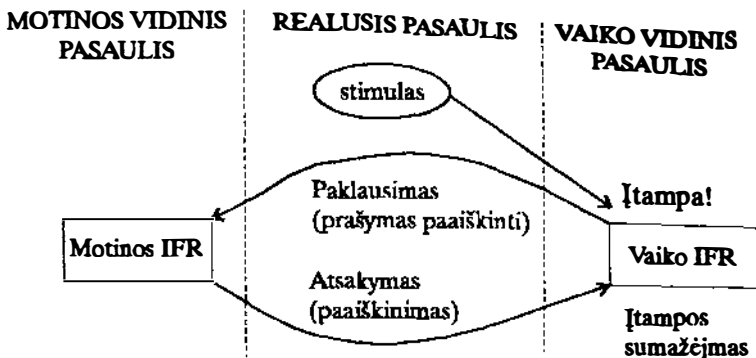 MOTINOS VIDINIS
PASAULIS
REALUSIS PASAULIS
VAIKO VIDINIS
PASAULIS
stimulas
Paklausimas
(prašymas paaiškinti)
Įtampa!
Motinos IFR
Vaiko IFR
Atsakymas
(paaiškinimas)
Įtampos
sumažėjmas